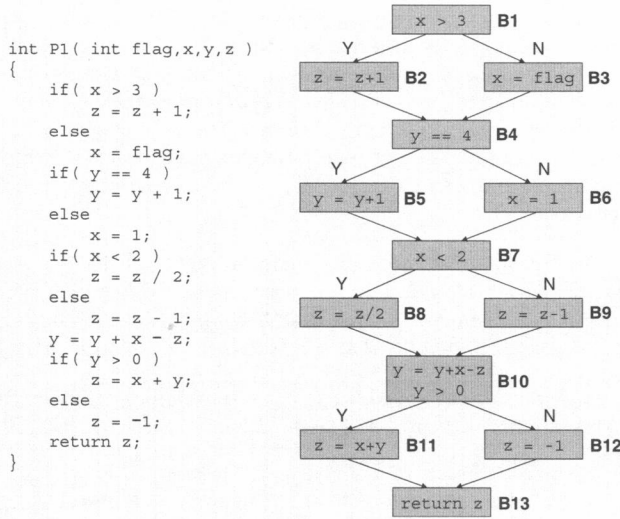 int P1( int flag,x,y,z )
{
if( x > 3 )
z = z + 1;
else
x = flag;
if( y == 4 )
y = y + 1;
else
x = 1;
if( x < 2 )
z = z / 2;
else
z = z - 1;
y = y + x - z;
if( y > 0 )
z = x + y;
else
z = -1;
return z;
}
x > 3 B1
Y N
z = z+1 B2 x = flag B3
y == 4 B4
Y N
y = y+1 B5 x = 1 B6
x < 2 B7
Y N
z = z/2 B8 z = z-1 B9
y = y+x-z
y > 0 B10
Y N
z = x+y B11 z = -1 B12
return z B13